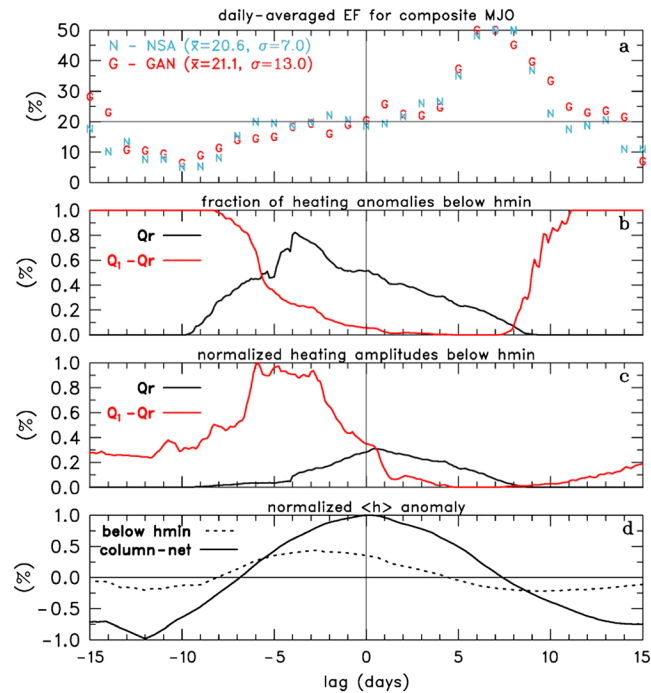 daily-averaged EF for composite MJO
a
N - NSA (x̄=20.6, σ=7.0)
G - GAN (x̄=21.1, σ=13.0)
50
40
30
20
10
0
(%)
fraction of heating anomalies below hmin
b
Qr
Q₁ - Qr
1.0
0.8
0.6
0.4
0.2
0.0
(%)
normalized heating amplitudes below hmin
c
Qr
Q₁ - Qr
1.0
0.8
0.6
0.4
0.2
0.0
(%)
normalized <h> anomaly
d
below hmin
column-net
1.0
0.5
0.0
-0.5
-1.0
(%)
-15 -10 -5 0 5 10 15
lag (days)